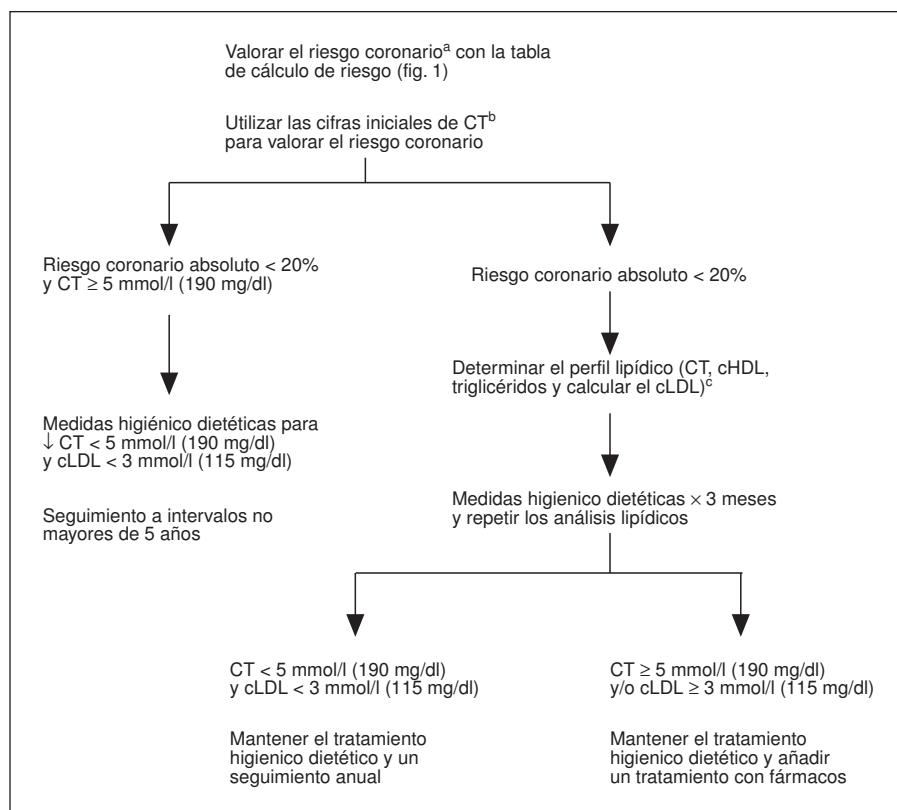 Valorar el riesgo coronarioᵃ con la tabla
de cálculo de riesgo (fig. 1)
Utilizar las cifras iniciales de CTᵇ
para valorar el riesgo coronario
Riesgo coronario absoluto < 20%
y CT ≥ 5 mmol/l (190 mg/dl)
Medidas higiénico dietéticas para
↓ CT < 5 mmol/l (190 mg/dl)
y cLDL < 3 mmol/l (115 mg/dl)
Seguimiento a intervalos no
mayores de 5 años
Riesgo coronario absoluto < 20%
Determinar el perfil lipídico (CT, cHDL,
triglicéridos y calcular el cLDL)ᶜ
Medidas higienico dietéticas × 3 meses
y repetir los análisis lipídicos
CT < 5 mmol/l (190 mg/dl)
y cLDL < 3 mmol/l (115 mg/dl)
Mantener el tratamiento
higienico dietético y un
seguimiento anual
CT ≥ 5 mmol/l (190 mg/dl)
y/o cLDL ≥ 3 mmol/l (115 mg/dl)
Mantener el tratamiento
higienico dietético y añadir
un tratamiento con fármacos